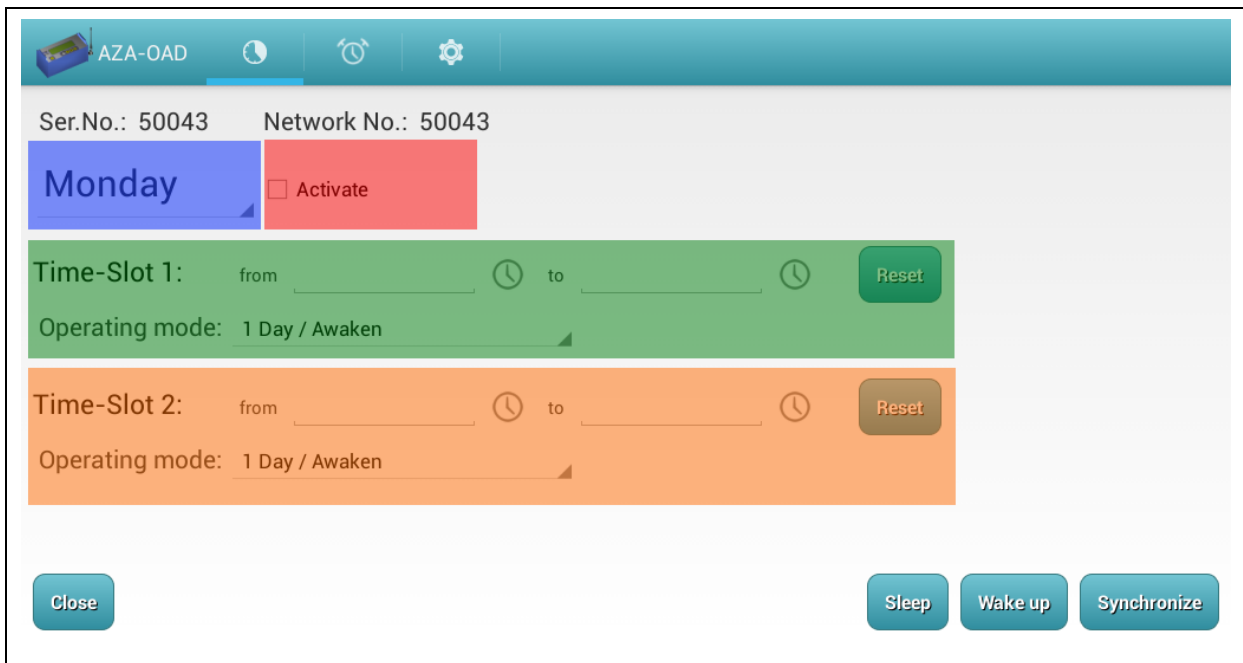 AZA-OAD
Ser.No.: 50043 Network No.: 50043
Monday Activate
Time-Slot 1: from to Reset
Operating mode: 1 Day / Awaken
Time-Slot 2: from to Reset
Operating mode: 1 Day / Awaken
Close Sleep Wake up Synchronize